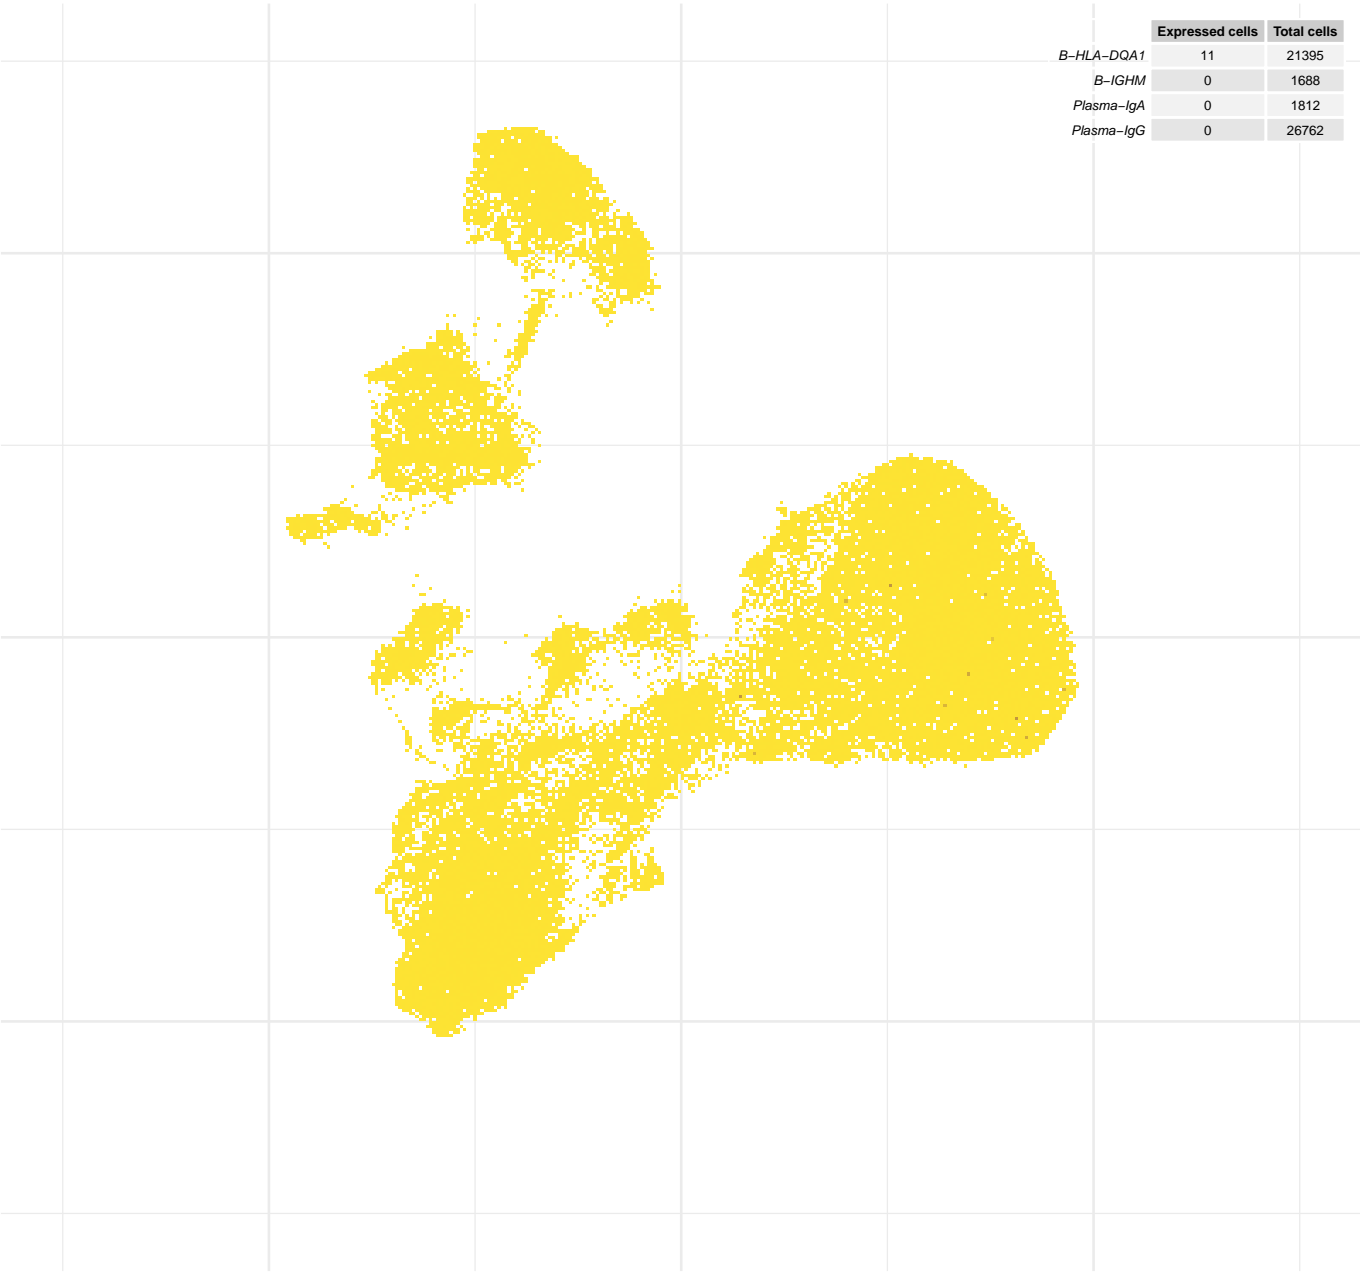 Expressed cells Total cells
B−HLA−DQA1 11 21395
B−IGHM 0 1688
Plasma−IgA 0 1812
Plasma−IgG 0 26762